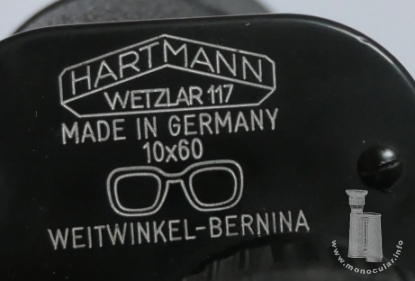 HARTMANN
WETZLAR 117
MADE IN GERMANY
10x60
WEITWINKEL-BERNINA
www.monocular.info